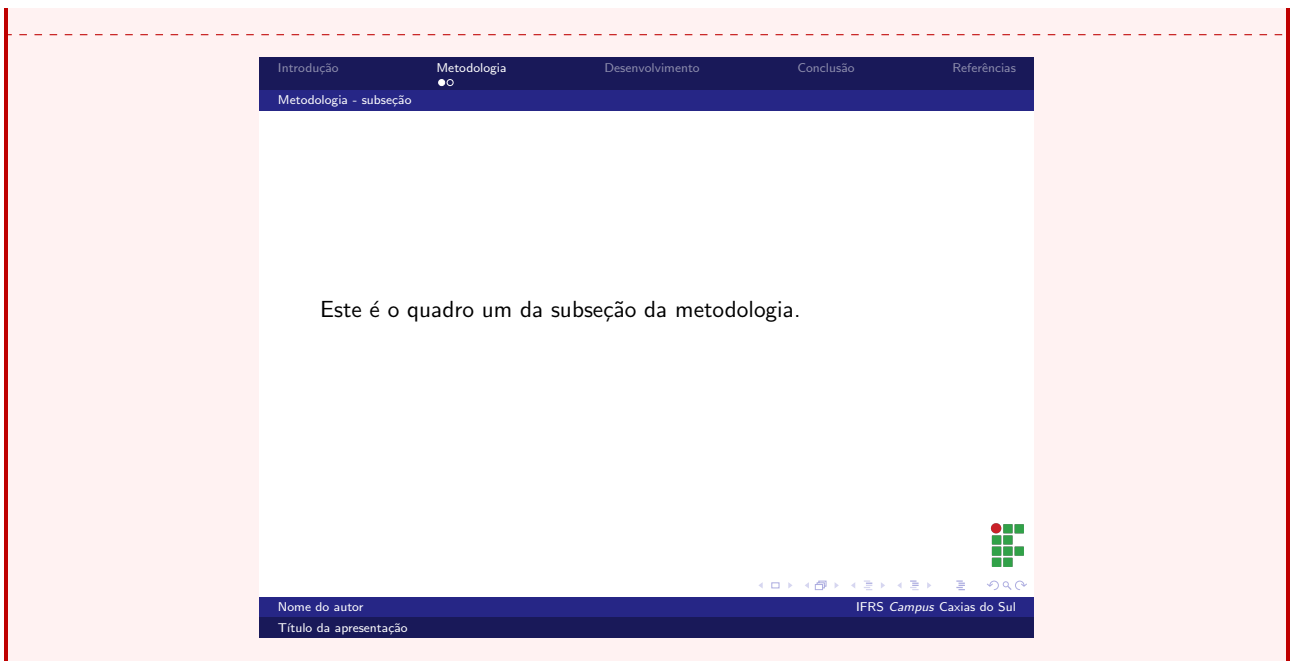 Introdução Metodologia Desenvolvimento Conclusão Referências
Metodologia - subseção
Este é o quadro um da subseção da metodologia.
Nome do autor IFRS Campus Caxias do Sul
Título da apresentação